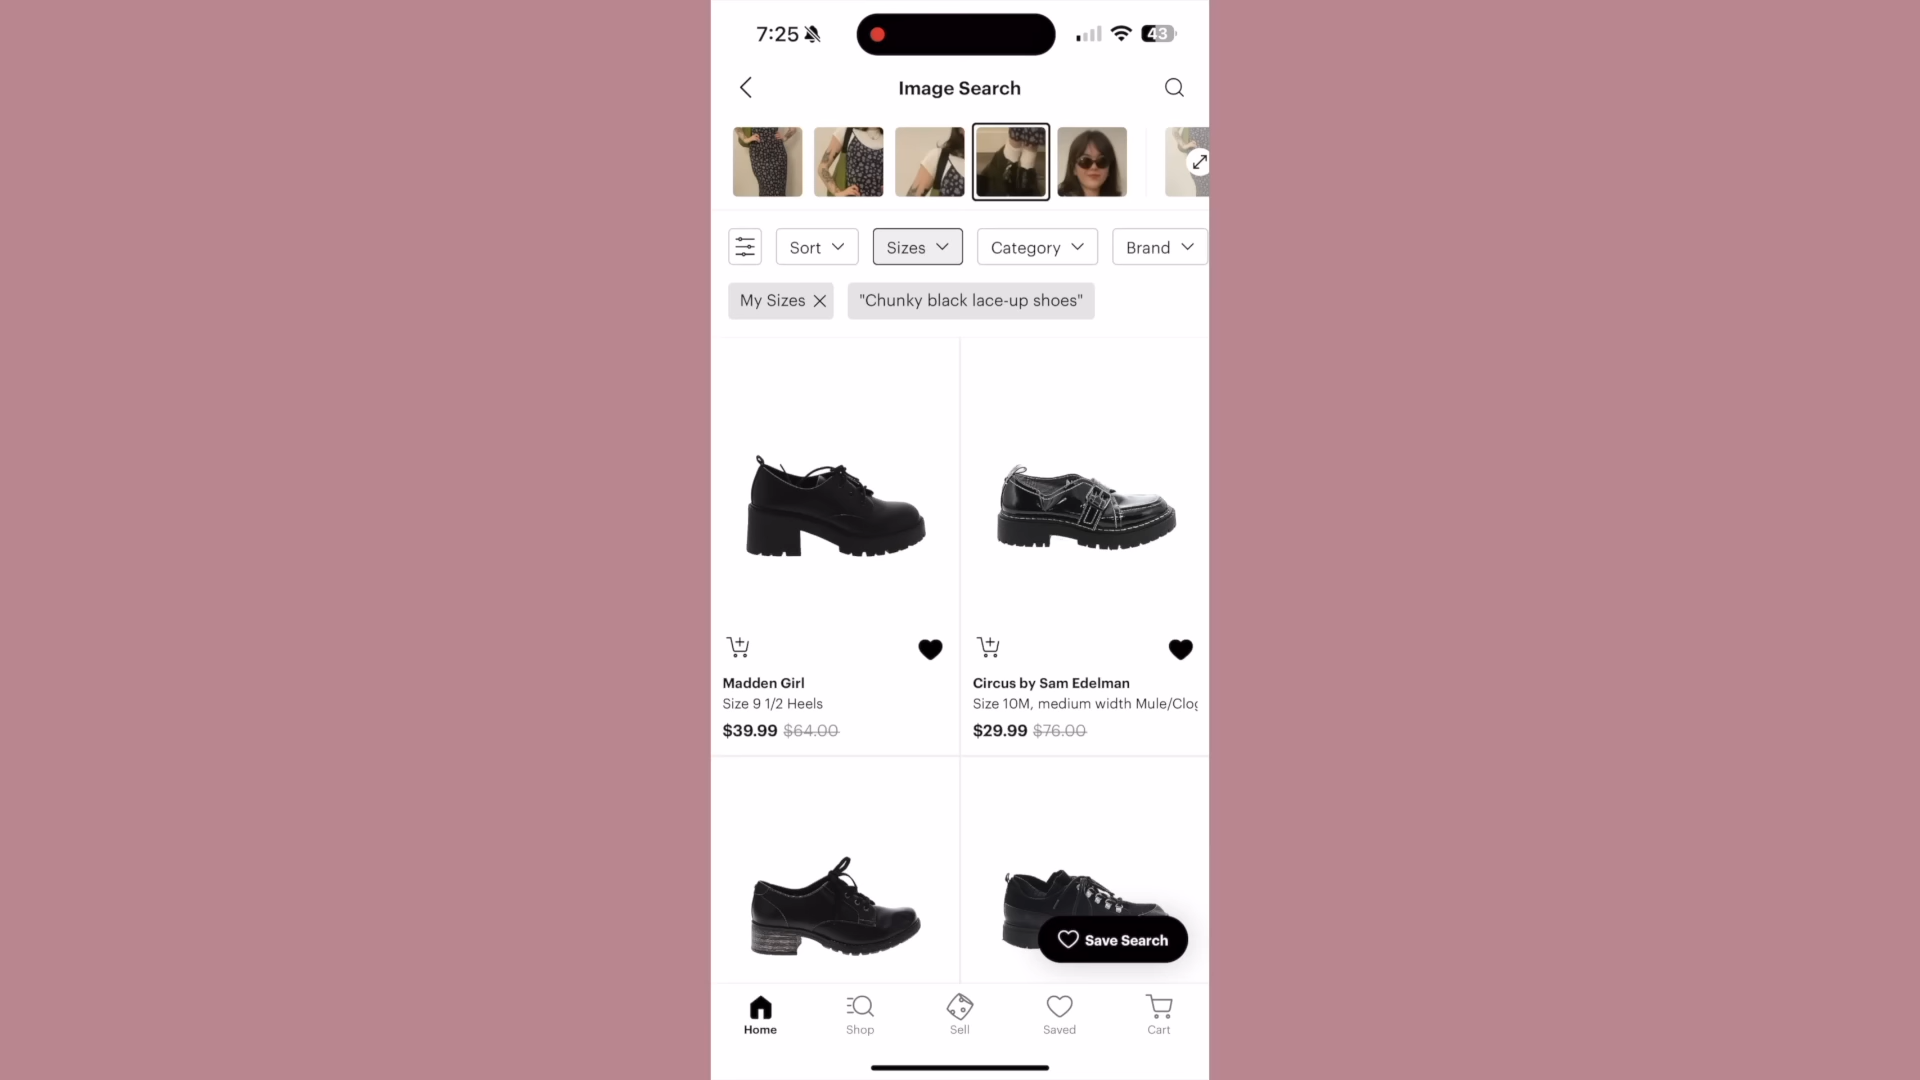 7:25
43
Image Search
Sort
Sizes
Category
Brand
My Sizes
"Chunky black lace-up shoes"
Madden Girl
Size 9 1/2 Heels
$39.99 $64.00
Circus by Sam Edelman
Size 10M, medium width Mule/Clog
$29.99 $76.00
Save Search
Home
Shop
Sell
Saved
Cart